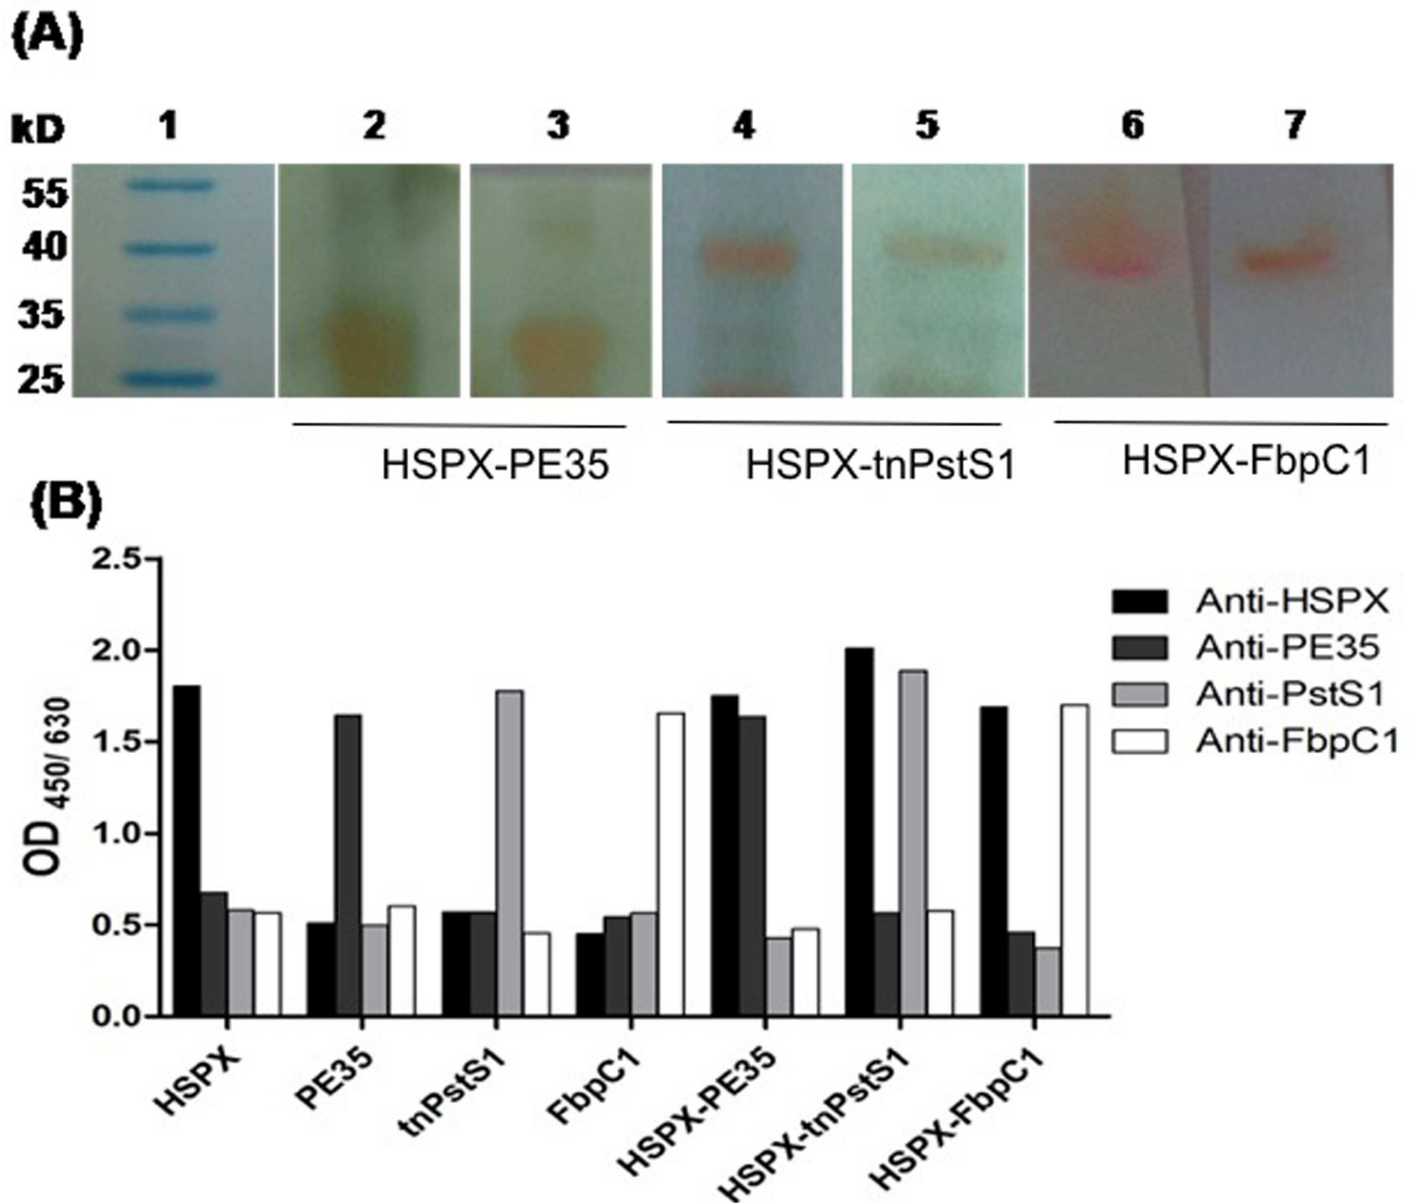 (A)
kD 1 2 3 4 5 6 7
55
40
35
25
HSPX-PE35 HSPX-tnPstS1 HSPX-FbpC1
(B)
2.5
2.0
1.5
1.0
0.5
0.0
OD 450/ 630
Anti-HSPX
Anti-PE35
Anti-PstS1
Anti-FbpC1
HSPX PE35 tnPstS1 FbpC1 HSPX-PE35 HSPX-tnPstS1 HSPX-FbpC1